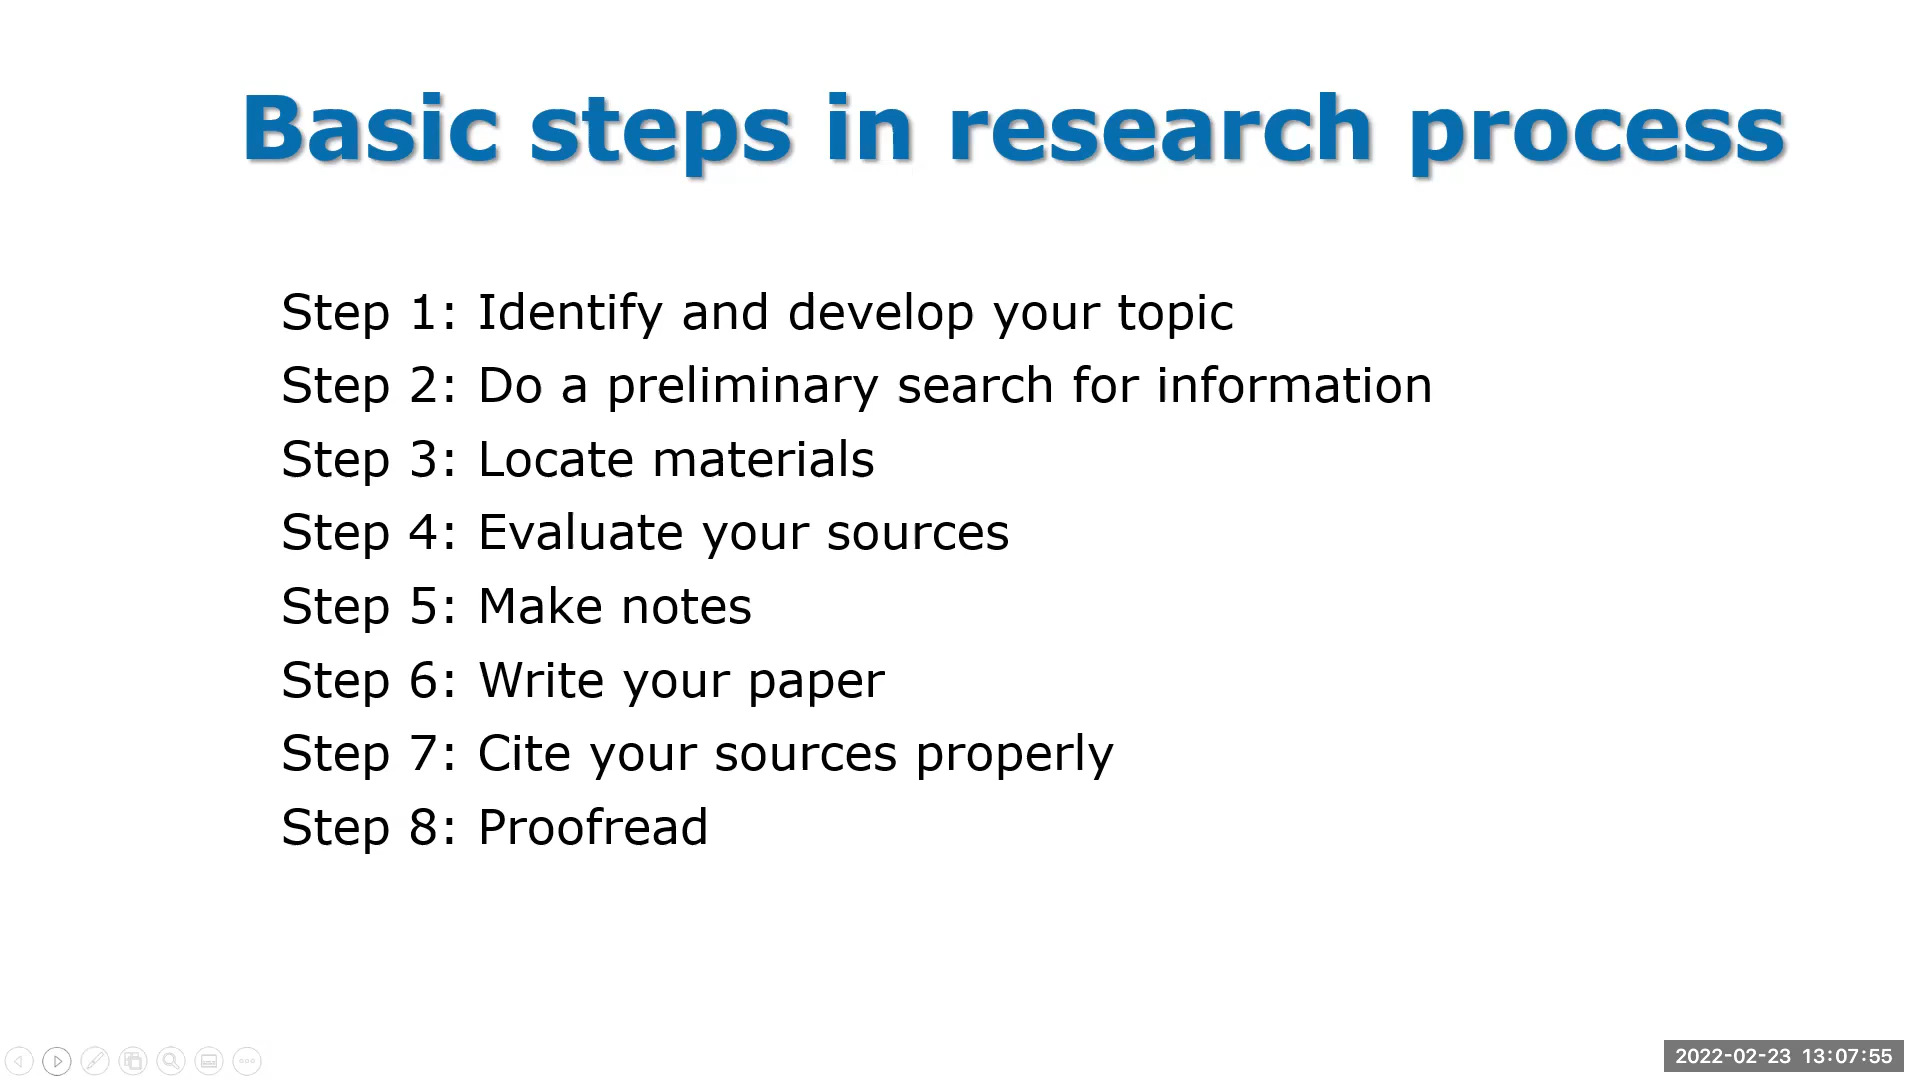 Basic steps in research process
Step 1: Identify and develop your topic
Step 2: Do a preliminary search for information
Step 3: Locate materials
Step 4: Evaluate your sources
Step 5: Make notes
Step 6: Write your paper
Step 7: Cite your sources properly
Step 8: Proofread
2022-02-23 13:07:55